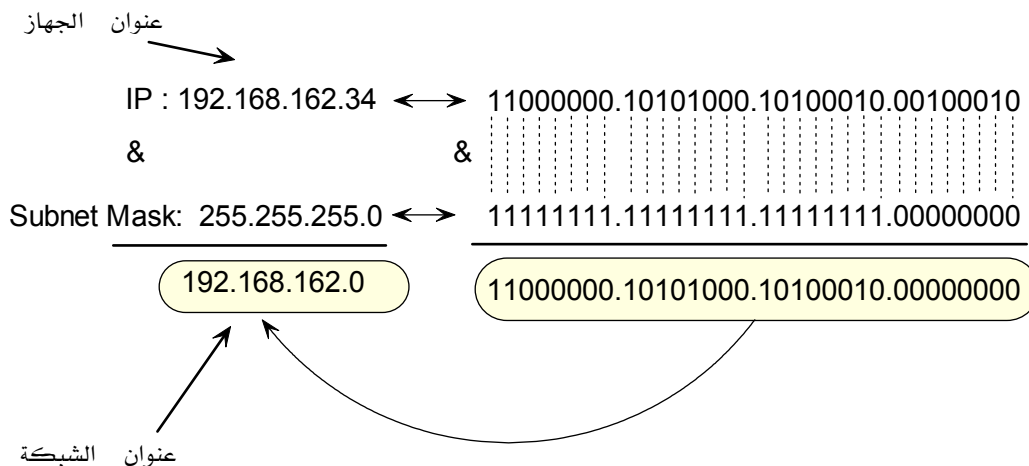 عنوان الجهاز
IP : 192.168.162.34 11000000.10101000.10100010.00100010
& &
Subnet Mask: 255.255.255.0 11111111.11111111.11111111.00000000
192.168.162.0 11000000.10101000.10100010.00000000
عنوان الشبكة